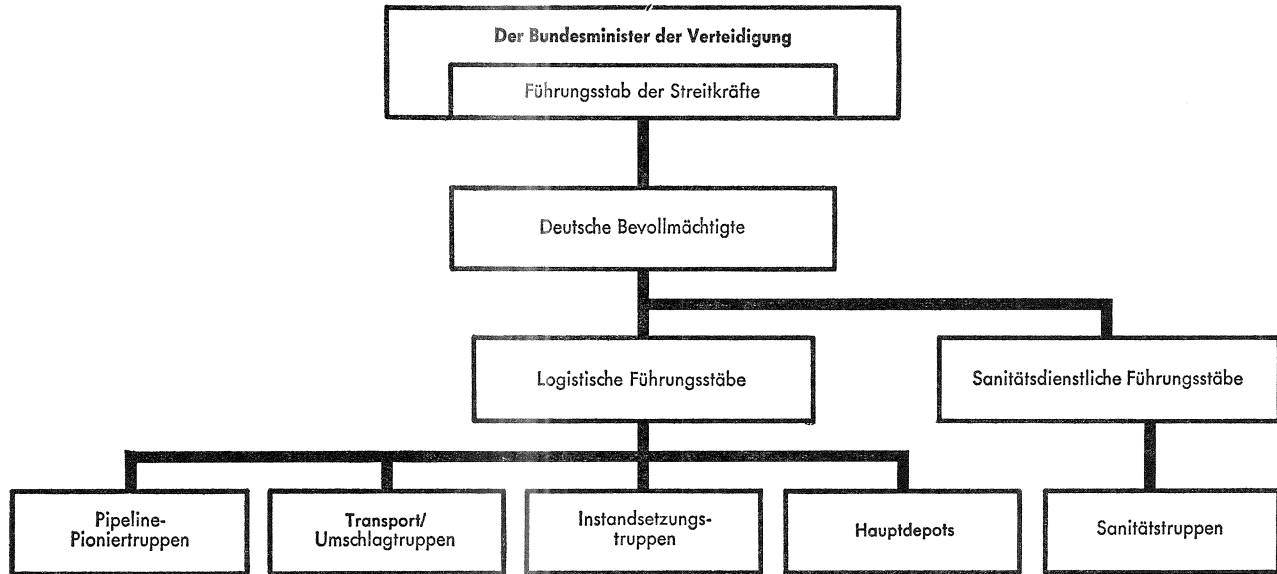 Der Bundesminister der Verteidigung
Führungsstab der Streitkräfte
Deutsche Bevollmächtigte
Logistische Führungsstäbe
Sanitätsdienstliche Führungsstäbe
Pipeline-
Pioniertruppen
Transport/
Umschlagtruppen
Instandsetzungs-
truppen
Hauptdepots
Sanitätstruppen